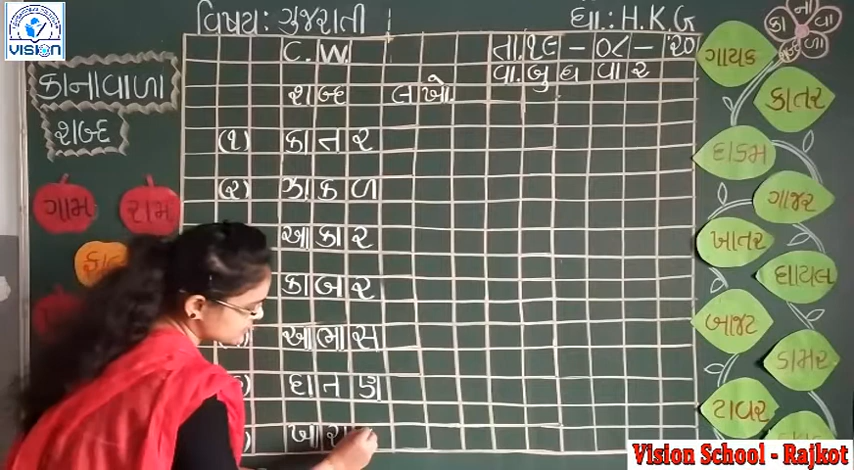 VISION
વિષય: ગુજરાતી
ધો.: H.K.G
C.W.
તા.૧૯-૦૮-'૨૦
વા.બુધવાર
શબ્દ લખો.
(૧) કાતર
(૨) ઝાકળ
આકાર
કાબર
આભાસ
ધાતણ
કાનાવાળા
શબ્દ
ગામ
રામ
કા
ના
વા
ળા
ગાયક
કાતર
દાડમ
ગાજર
ખાતર
ઘાયલ
બાજટ
ડામર
ટાવર
Vision School - Rajkot